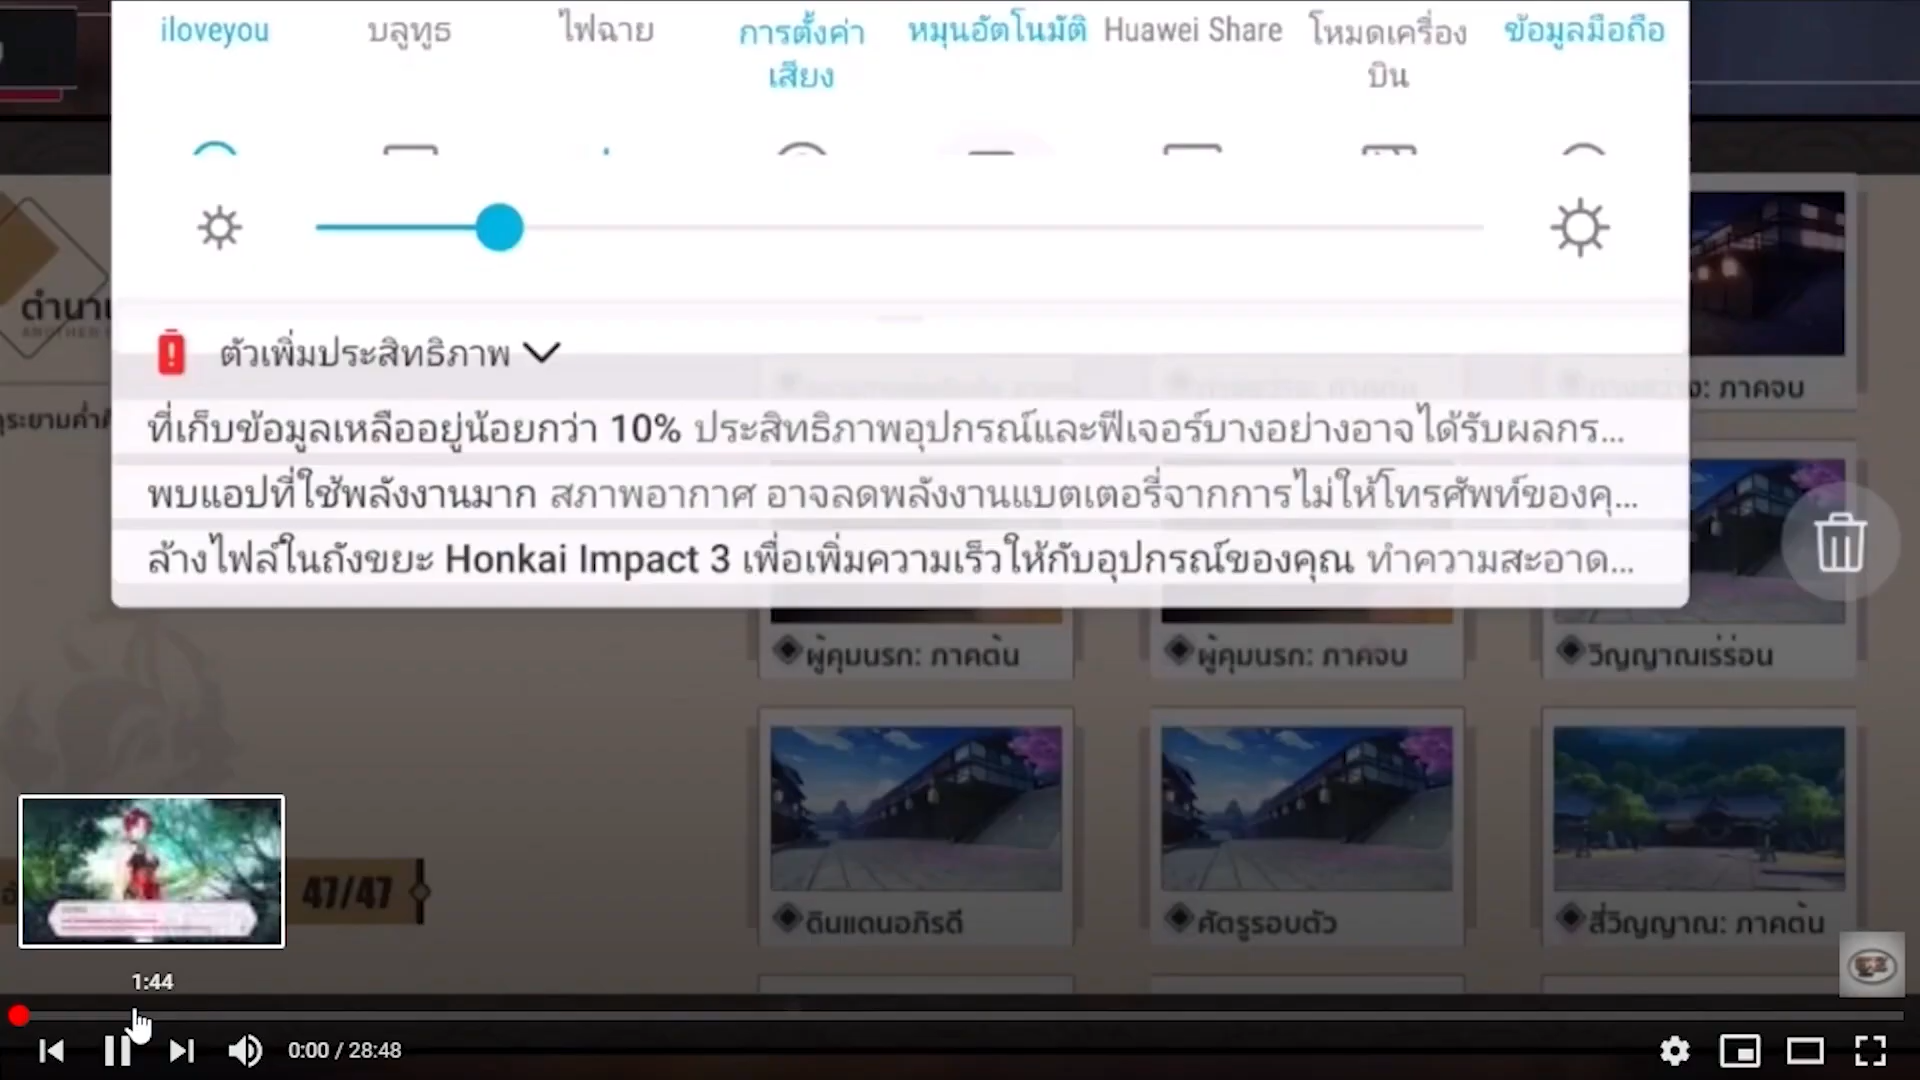 iloveyou บลูทูธ ไฟฉาย การตั้งค่าเสียง หมุนอัตโนมัติ Huawei Share โหมดเครื่องบิน ข้อมูลมือถือ
ตัวเพิ่มประสิทธิภาพ
ที่เก็บข้อมูลเหลืออยู่น้อยกว่า 10% ประสิทธิภาพอุปกรณ์และฟีเจอร์บางอย่างอาจได้รับผลกร...
พบแอปที่ใช้พลังงานมาก สภาพอากาศ อาจลดพลังงานแบตเตอรี่จากการไม่ให้โทรศัพท์ของคุ...
ล้างไฟล์ในถังขยะ Honkai Impact 3 เพื่อเพิ่มความเร็วให้กับอุปกรณ์ของคุณ ทำความสะอาด...
: ภาคจบ
ผู้คุมนรก: ภาคต้น ผู้คุมนรก: ภาคจบ วิญญาณเร่ร่อน
47/47
ดินแดนอภิรดี ศัตรูรอบตัว สี่วิญญาณ: ภาคต้น
1:44
0:00 / 28:48